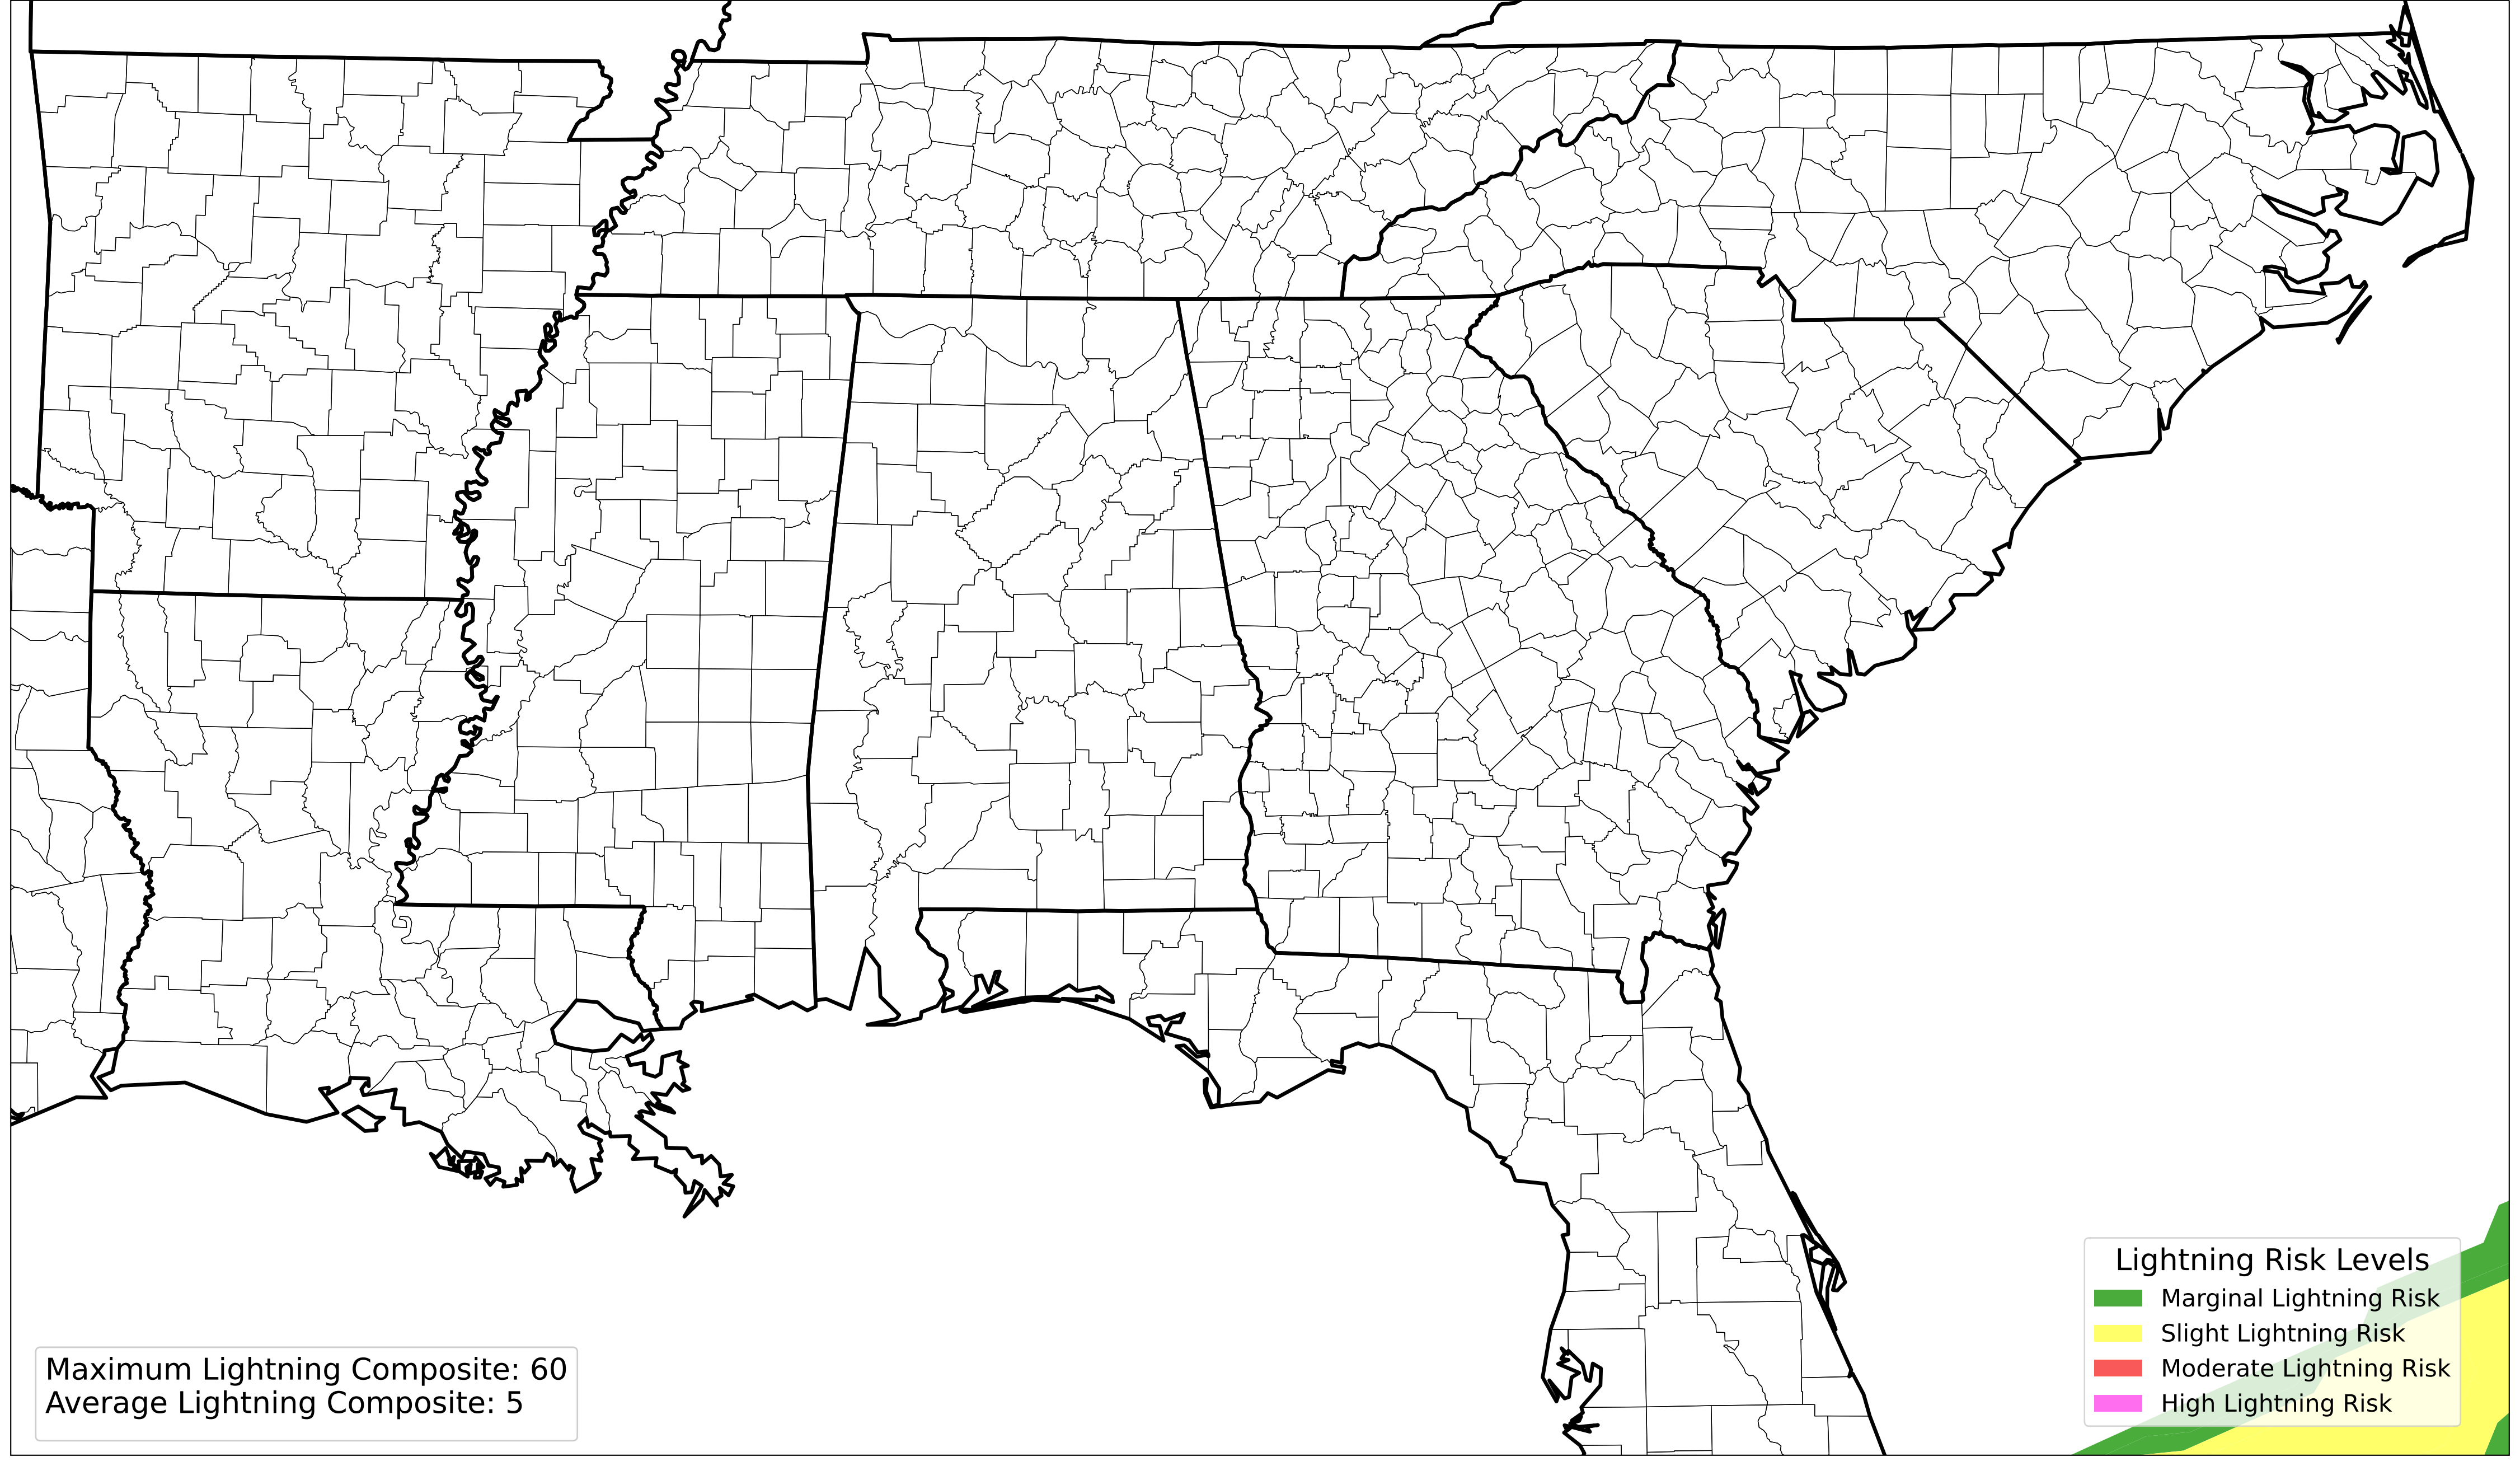 Lightning Risk Levels
Marginal Lightning Risk
Slight Lightning Risk
Moderate Lightning Risk
High Lightning Risk
Maximum Lightning Composite: 60
Average Lightning Composite: 5